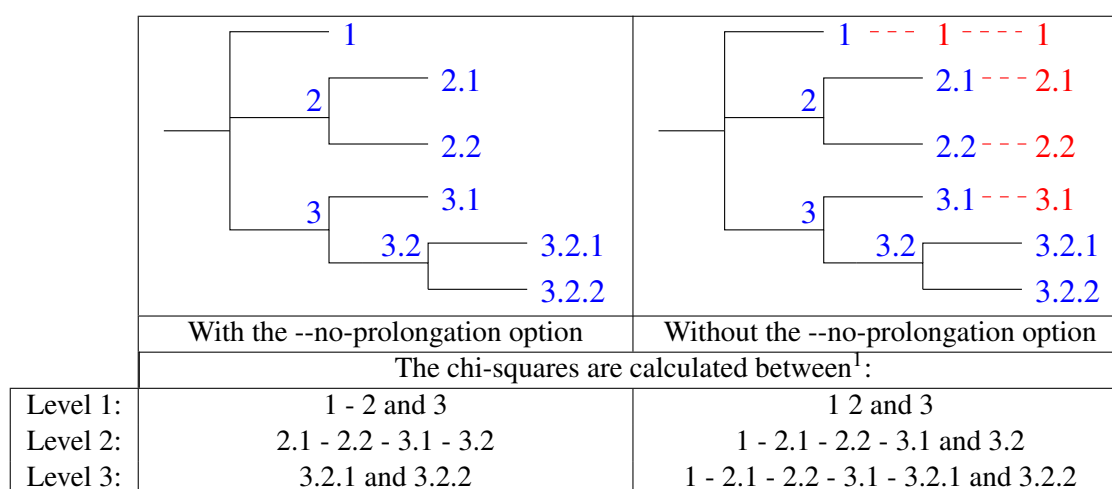 1
2.1
2
2.2
3.1
3
3.2
3.2.1
3.2.2
1 1 1
2.1 2.1
2
2.2 2.2
3.1 3.1
3
3.2
3.2.1
3.2.2
With the --no-prolongation option
Without the --no-prolongation option
The chi-squares are calculated between1:
Level 1: 1 - 2 and 3 1 2 and 3
Level 2: 2.1 - 2.2 - 3.1 - 3.2 1 - 2.1 - 2.2 - 3.1 and 3.2
Level 3: 3.2.1 and 3.2.2 1 - 2.1 - 2.2 - 3.1 - 3.2.1 and 3.2.2